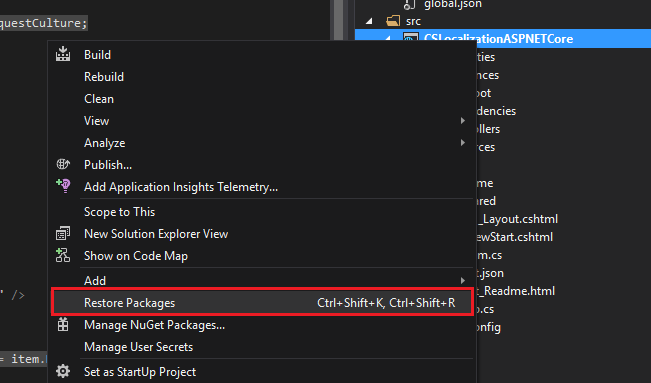 questCulture;
" />
= item.
Build
Rebuild
Clean
View
Analyze
Publish...
Add Application Insights Telemetry...
Scope to This
New Solution Explorer View
Show on Code Map
Add
Restore Packages Ctrl+Shift+K, Ctrl+Shift+R
Manage NuGet Packages...
Manage User Secrets
Set as StartUp Project
global.json
src
CSLocalizationASPNETCore
ties
nces
oot
dencies
ollers
rces
me
ared
_Layout.cshtml
ewStart.cshtml
m.cs
t.json
t_Readme.html
o.cs
onfig